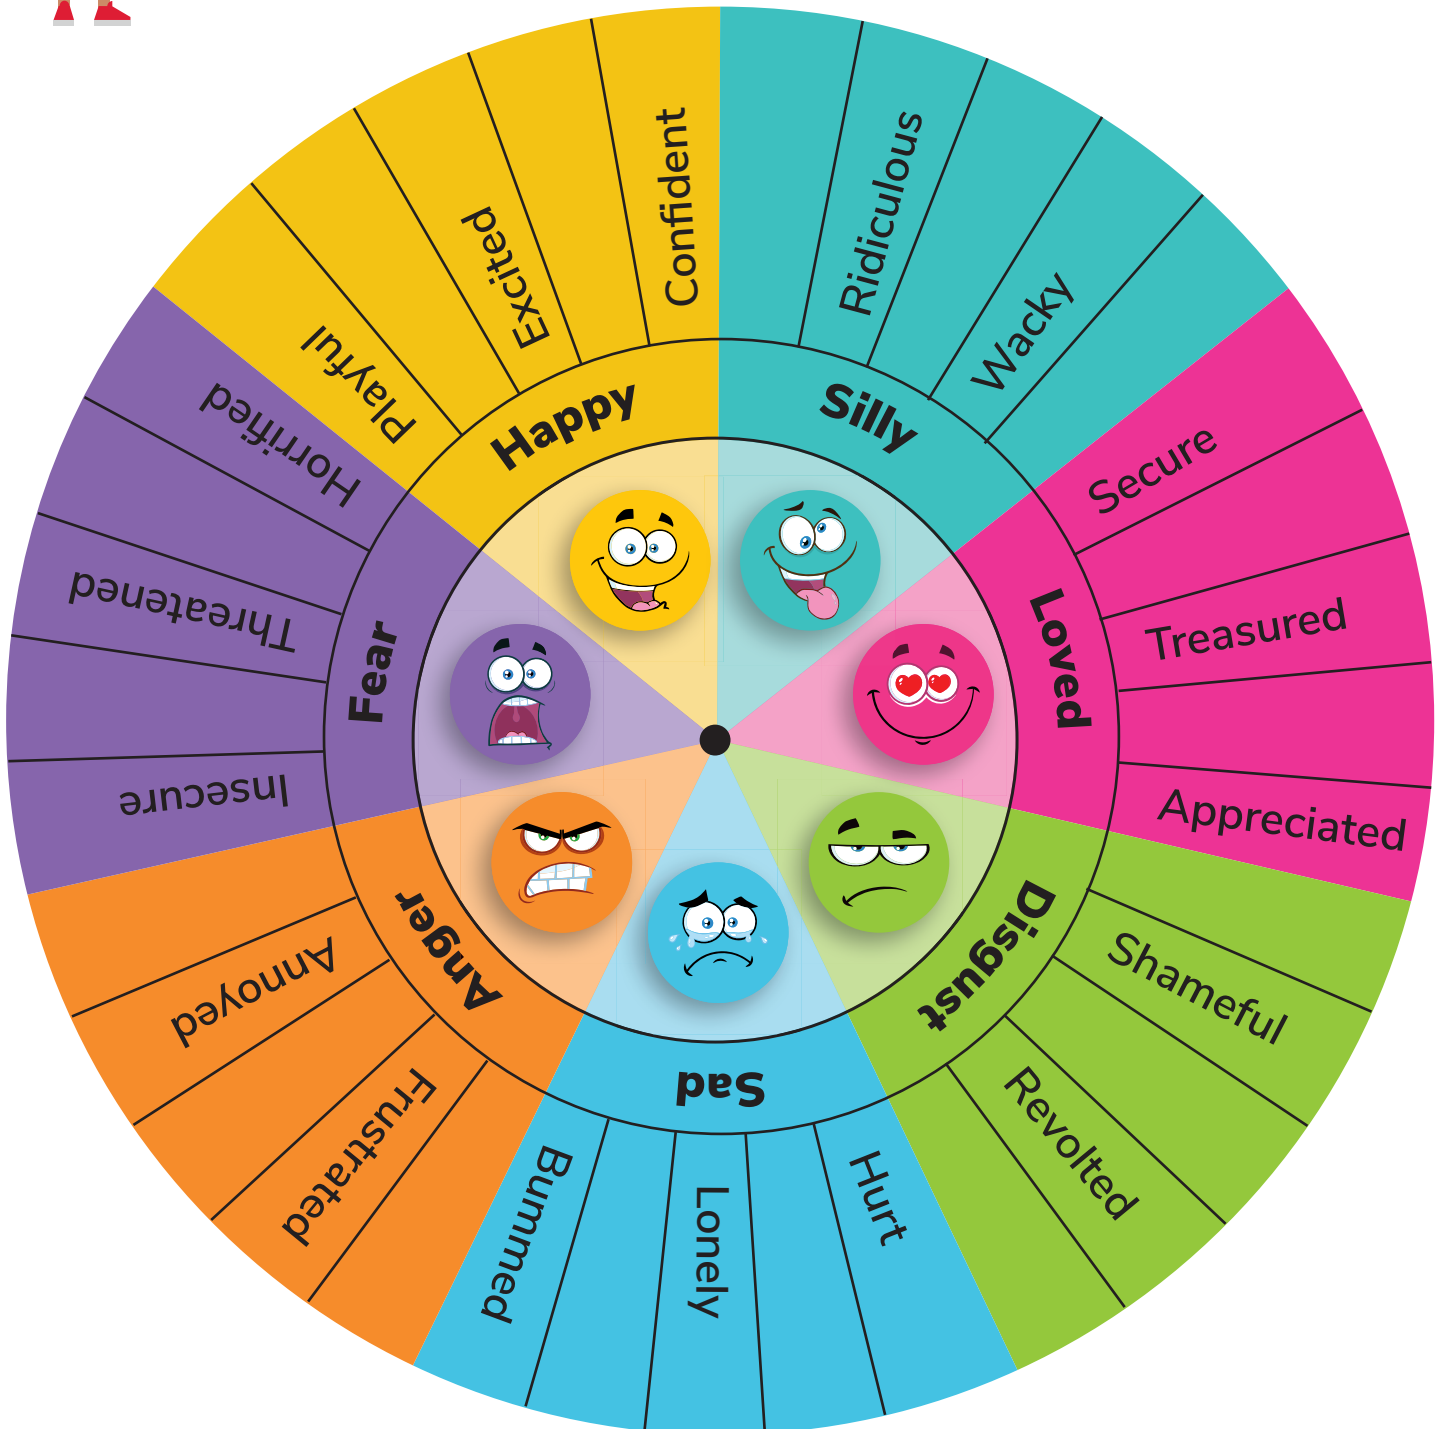 Happy
Playful
Excited
Confident
Silly
Ridiculous
Wacky
Loved
Secure
Treasured
Appreciated
Disgust
Shameful
Revolted
Sad
Hurt
Lonely
Bummed
Anger
Frustrated
Annoyed
Fear
Insecure
Threatened
Horrified